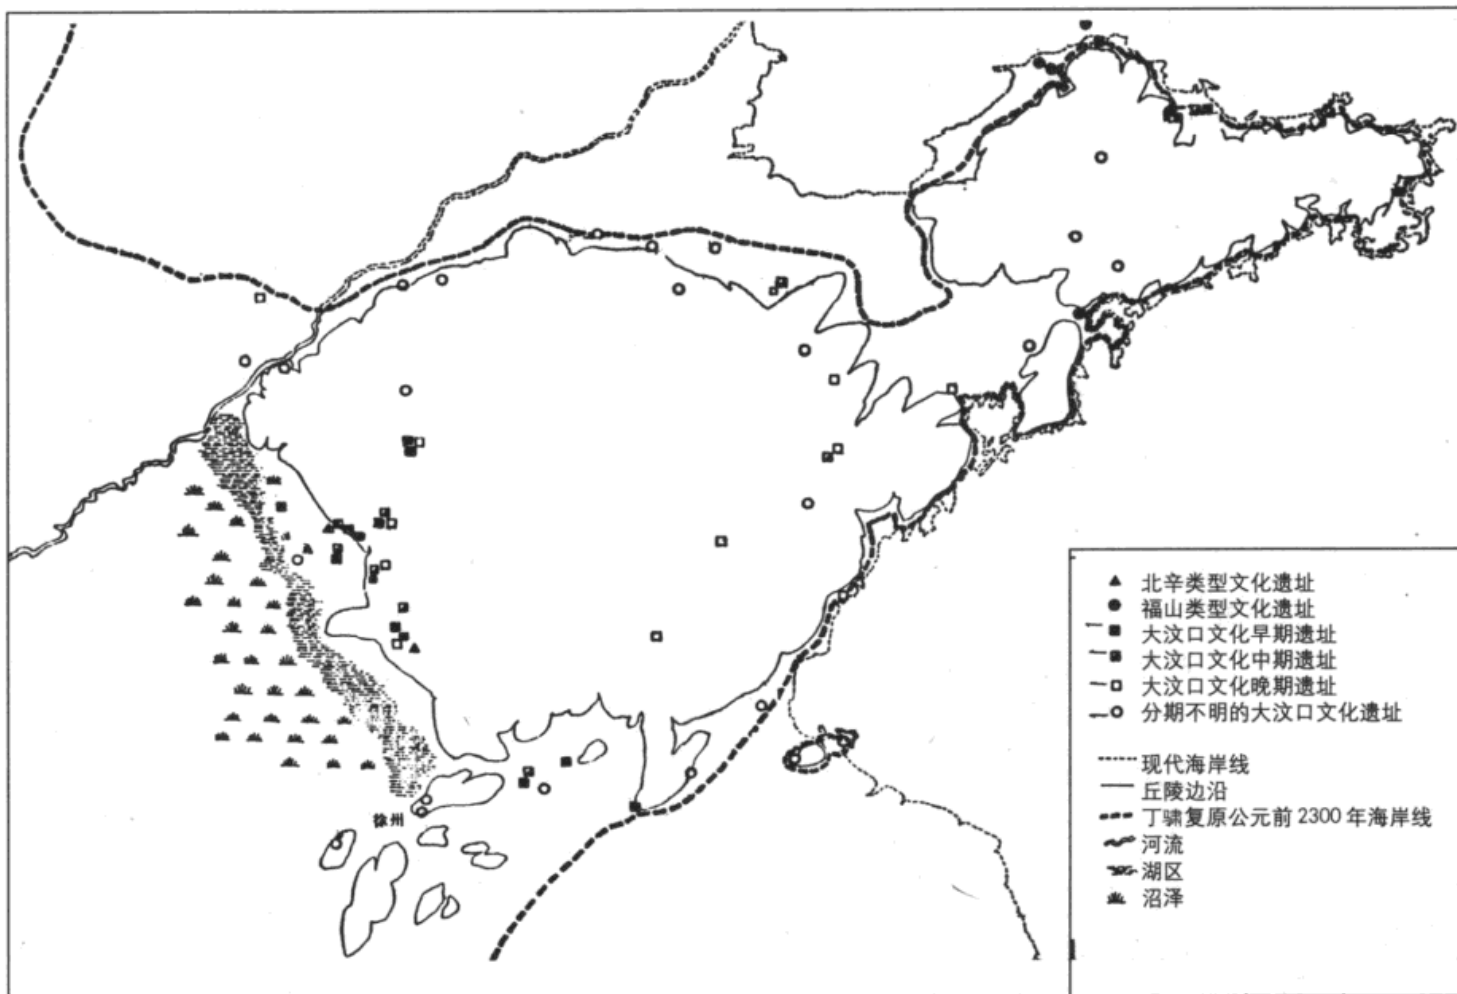 徐州
北辛类型文化遗址
福山类型文化遗址
大汶口文化早期遗址
大汶口文化中期遗址
大汶口文化晚期遗址
分期不明的大汶口文化遗址
现代海岸线
丘陵边沿
丁骕复原公元前2300年海岸线
河流
湖区
沼泽